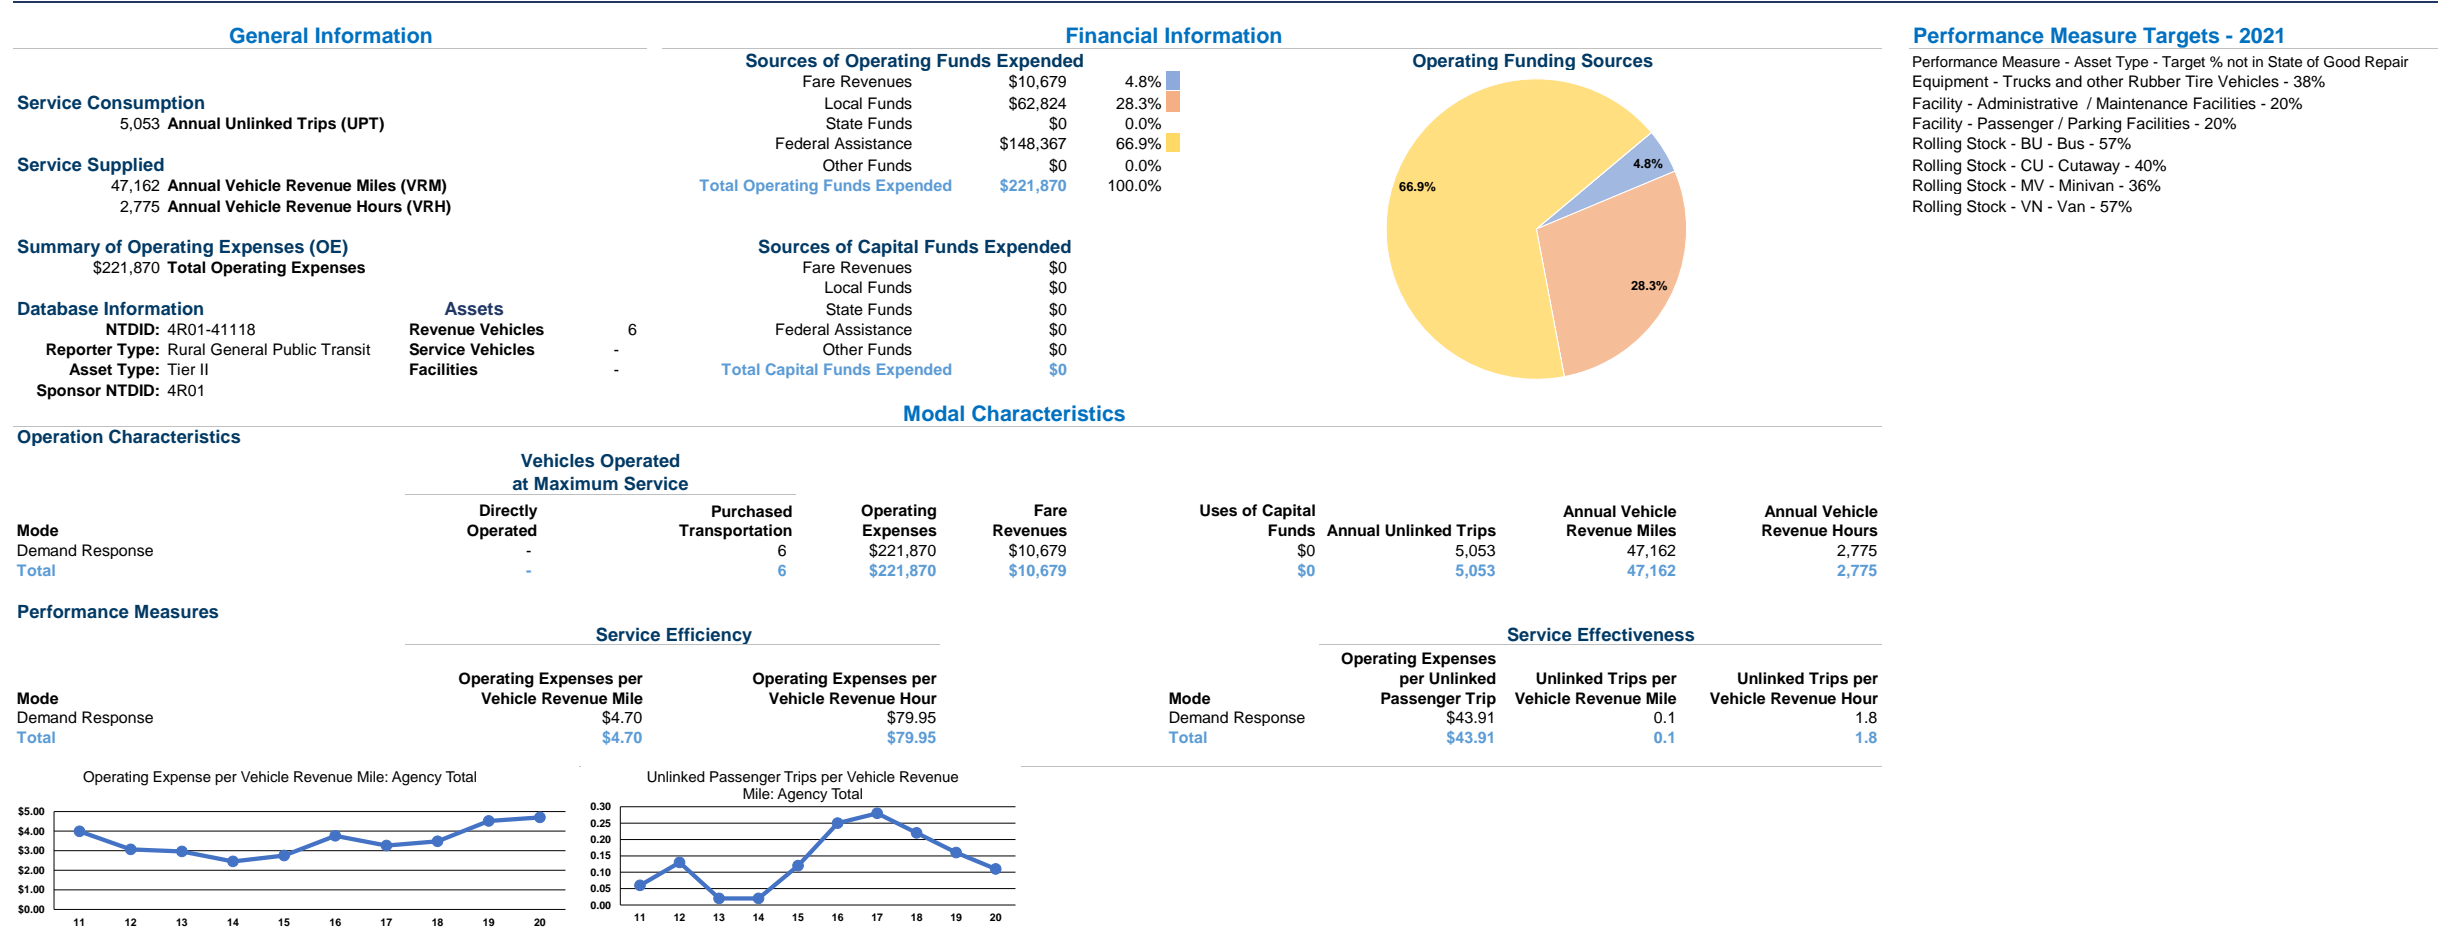 General Information
Service Consumption
5,053 Annual Unlinked Trips (UPT)
Service Supplied
47,162 Annual Vehicle Revenue Miles (VRM)
2,775 Annual Vehicle Revenue Hours (VRH)
Summary of Operating Expenses (OE)
$221,870 Total Operating Expenses
Database Information
NTDID: 4R01-41118
Reporter Type: Rural General Public Transit
Asset Type: Tier II
Sponsor NTDID: 4R01
Assets
Revenue Vehicles 6
Service Vehicles -
Facilities -
Financial Information
Sources of Operating Funds Expended
Fare Revenues $10,679 4.8%
Local Funds $62,824 28.3%
State Funds $0 0.0%
Federal Assistance $148,367 66.9%
Other Funds $0 0.0%
Total Operating Funds Expended $221,870 100.0%
Sources of Capital Funds Expended
Fare Revenues $0
Local Funds $0
State Funds $0
Federal Assistance $0
Other Funds $0
Total Capital Funds Expended $0
Operating Funding Sources
4.8%
66.9%
28.3%
Performance Measure Targets - 2021
Performance Measure - Asset Type - Target % not in State of Good Repair
Equipment - Trucks and other Rubber Tire Vehicles - 38%
Facility - Administrative / Maintenance Facilities - 20%
Facility - Passenger / Parking Facilities - 20%
Rolling Stock - BU - Bus - 57%
Rolling Stock - CU - Cutaway - 40%
Rolling Stock - MV - Minivan - 36%
Rolling Stock - VN - Van - 57%
Modal Characteristics
Operation Characteristics
Vehicles Operated
at Maximum Service
Directly Purchased Operating Fare Uses of Capital Annual Vehicle Annual Vehicle
Mode Operated Transportation Expenses Revenues Funds Annual Unlinked Trips Revenue Miles Revenue Hours
Demand Response - 6 $221,870 $10,679 $0 5,053 47,162 2,775
Total - 6 $221,870 $10,679 $0 5,053 47,162 2,775
Performance Measures
Service Efficiency
Operating Expenses per Operating Expenses per
Mode Vehicle Revenue Mile Vehicle Revenue Hour
Demand Response $4.70 $79.95
Total $4.70 $79.95
Service Effectiveness
Operating Expenses
per Unlinked Unlinked Trips per Unlinked Trips per
Mode Passenger Trip Vehicle Revenue Mile Vehicle Revenue Hour
Demand Response $43.91 0.1 1.8
Total $43.91 0.1 1.8
Operating Expense per Vehicle Revenue Mile: Agency Total
$5.00
$4.00
$3.00
$2.00
$1.00
$0.00
11 12 13 14 15 16 17 18 19 20
Unlinked Passenger Trips per Vehicle Revenue
Mile: Agency Total
0.30
0.25
0.20
0.15
0.10
0.05
0.00
11 12 13 14 15 16 17 18 19 20